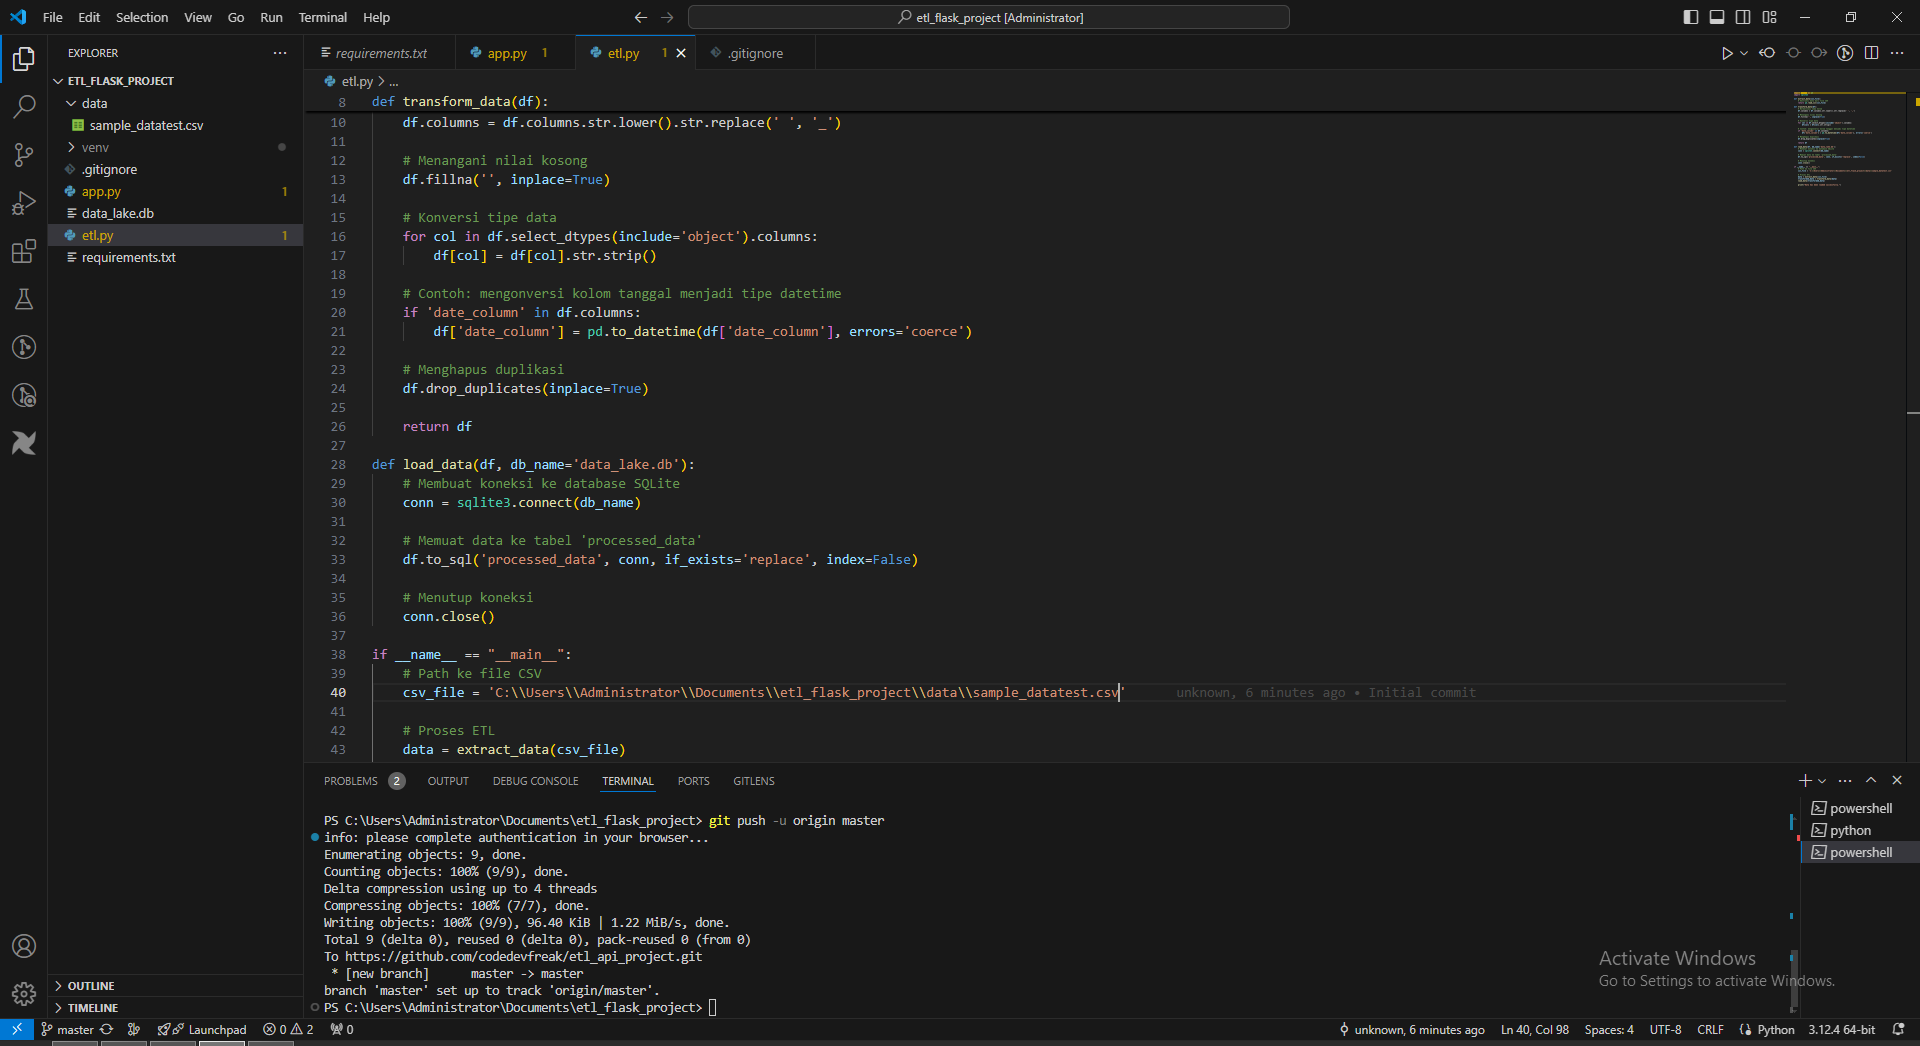 File Edit Selection View Go Run Terminal Help
etl_flask_project [Administrator]
EXPLORER
ETL_FLASK_PROJECT
data
sample_datatest.csv
venv
.gitignore
app.py 1
data_lake.db
etl.py 1
requirements.txt
OUTLINE
TIMELINE
requirements.txt app.py 1 etl.py 1 .gitignore
etl.py > ...
8 def transform_data(df):
10 df.columns = df.columns.str.lower().str.replace(' ', '_')
11
12 # Menangani nilai kosong
13 df.fillna('', inplace=True)
14
15 # Konversi tipe data
16 for col in df.select_dtypes(include='object').columns:
17 df[col] = df[col].str.strip()
18
19 # Contoh: mengonversi kolom tanggal menjadi tipe datetime
20 if 'date_column' in df.columns:
21 df['date_column'] = pd.to_datetime(df['date_column'], errors='coerce')
22
23 # Menghapus duplikasi
24 df.drop_duplicates(inplace=True)
25
26 return df
27
28 def load_data(df, db_name='data_lake.db'):
29 # Membuat koneksi ke database SQLite
30 conn = sqlite3.connect(db_name)
31
32 # Memuat data ke tabel 'processed_data'
33 df.to_sql('processed_data', conn, if_exists='replace', index=False)
34
35 # Menutup koneksi
36 conn.close()
37
38 if __name__ == "__main__":
39 # Path ke file CSV
40 csv_file = 'C:\\Users\\Administrator\\Documents\\etl_flask_project\\data\\sample_datatest.csv' unknown, 6 minutes ago • Initial commit
41
42 # Proses ETL
43 data = extract_data(csv_file)
PROBLEMS 2 OUTPUT DEBUG CONSOLE TERMINAL PORTS GITLENS
PS C:\Users\Administrator\Documents\etl_flask_project> git push -u origin master
info: please complete authentication in your browser...
Enumerating objects: 9, done.
Counting objects: 100% (9/9), done.
Delta compression using up to 4 threads
Compressing objects: 100% (7/7), done.
Writing objects: 100% (9/9), 96.40 KiB | 1.22 MiB/s, done.
Total 9 (delta 0), reused 0 (delta 0), pack-reused 0 (from 0)
To https://github.com/codedevfreak/etl_api_project.git
* [new branch] master -> master
branch 'master' set up to track 'origin/master'.
PS C:\Users\Administrator\Documents\etl_flask_project>
powershell
python
powershell
Activate Windows
Go to Settings to activate Windows.
master Launchpad 0 2 0
unknown, 6 minutes ago Ln 40, Col 98 Spaces: 4 UTF-8 CRLF Python 3.12.4 64-bit